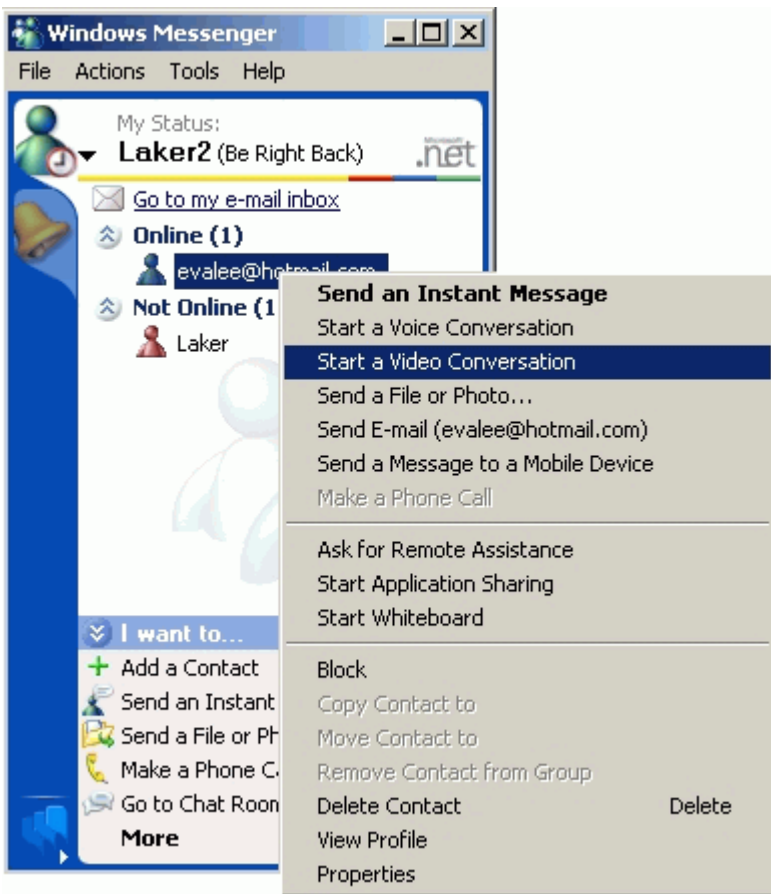 Windows Messenger
File Actions Tools Help
My Status:
Laker2 (Be Right Back)
Microsoft
.net
Go to my e-mail inbox
Online (1)
evalee@hotmail.com
Not Online (1
Laker
Send an Instant Message
Start a Voice Conversation
Start a Video Conversation
Send a File or Photo...
Send E-mail (evalee@hotmail.com)
Send a Message to a Mobile Device
Make a Phone Call
Ask for Remote Assistance
Start Application Sharing
Start Whiteboard
Block
Copy Contact to
Move Contact to
Remove Contact from Group
Delete Contact Delete
View Profile
Properties
I want to...
Add a Contact
Send an Instant
Send a File or Ph
Make a Phone C
Go to Chat Room
More